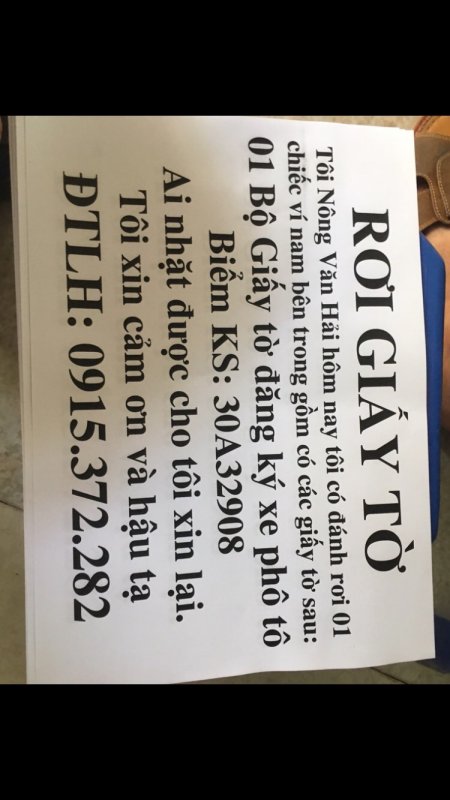 RƠI GIẤY TỜ
Tôi Nông Văn Hải hôm nay tôi có đánh rơi 01
chiếc ví nam bên trong gồm có các giấy tờ sau:
01 Bộ Giấy tờ đăng ký xe phô tô
Biểm KS: 30A32908
Ai nhặt được cho tôi xin lại.
Tôi xin cảm ơn và hậu tạ
ĐTLH: 0915.372.282